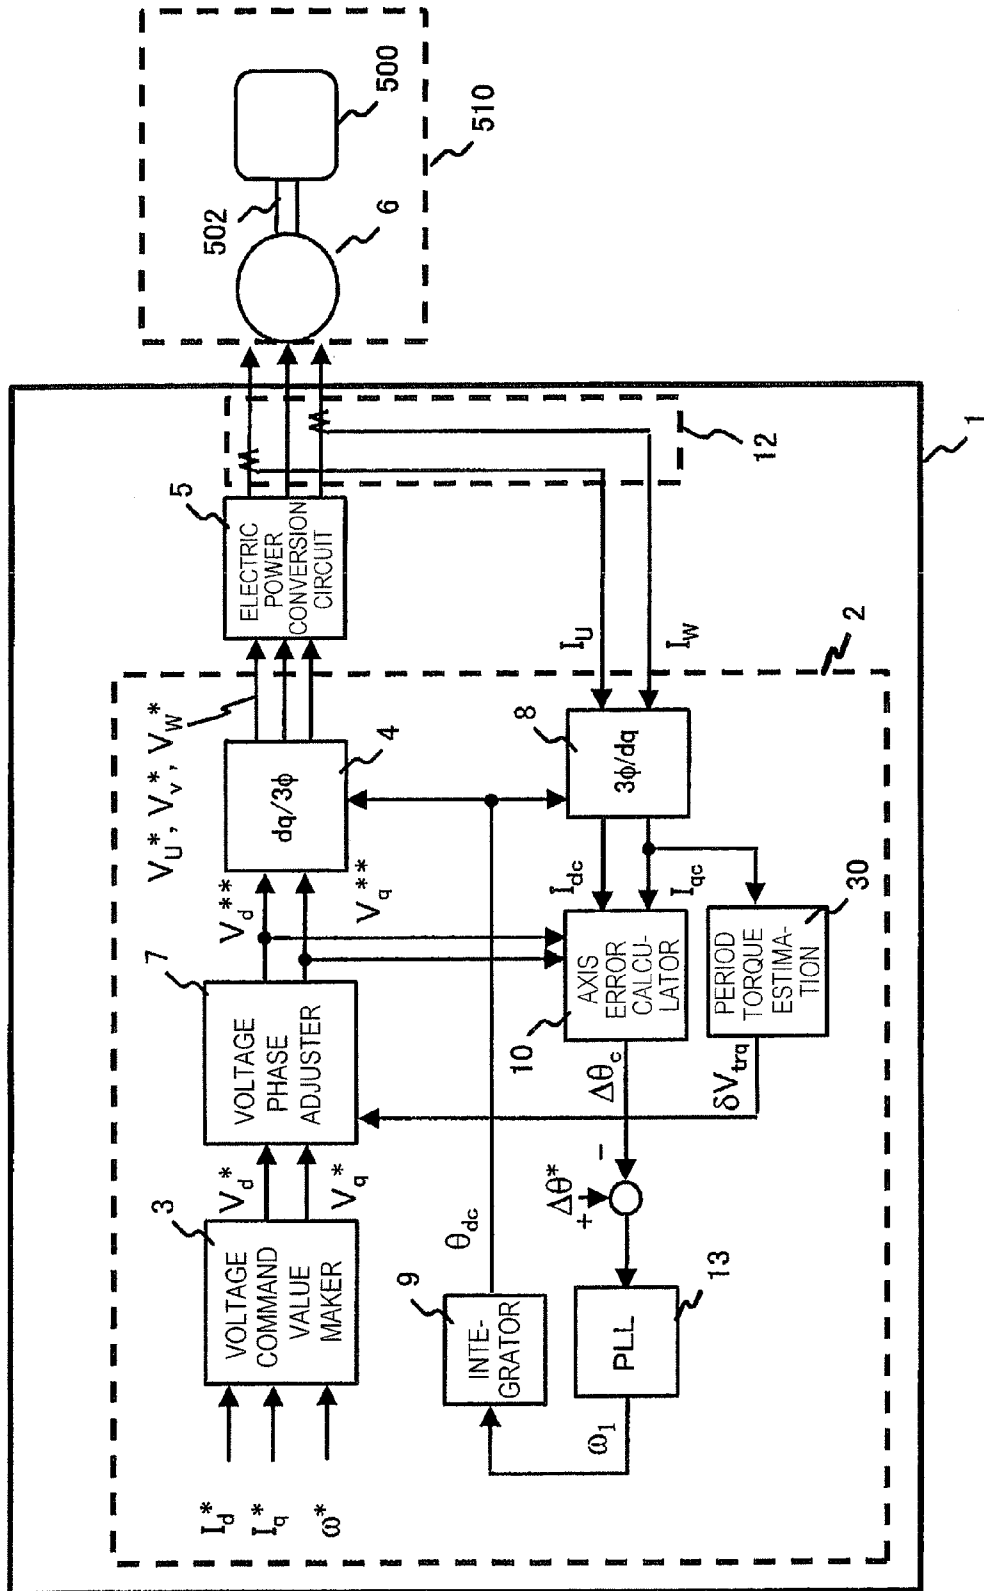 I_d^*
I_q^*
ω^*
3
VOLTAGE
COMMAND
VALUE
MAKER
V_d^*
V_q^*
7
VOLTAGE
PHASE
ADJUSTER
V_d^**
V_q^**
V_U^*, V_v^*, V_W^*
4
dq/3ϕ
5
ELECTRIC
POWER
CONVERSION
CIRCUIT
502
6
500
510
12
1
2
I_U
I_W
8
3ϕ/dq
I_dc
I_qc
10
AXIS
ERROR
CALCU-
LATOR
30
PERIOD
TORQUE
ESTIMA-
TION
δV_trq
Δθ_c
−
Δθ^*
+
13
PLL
ω_1
9
INTE-
GRATOR
θ_dc